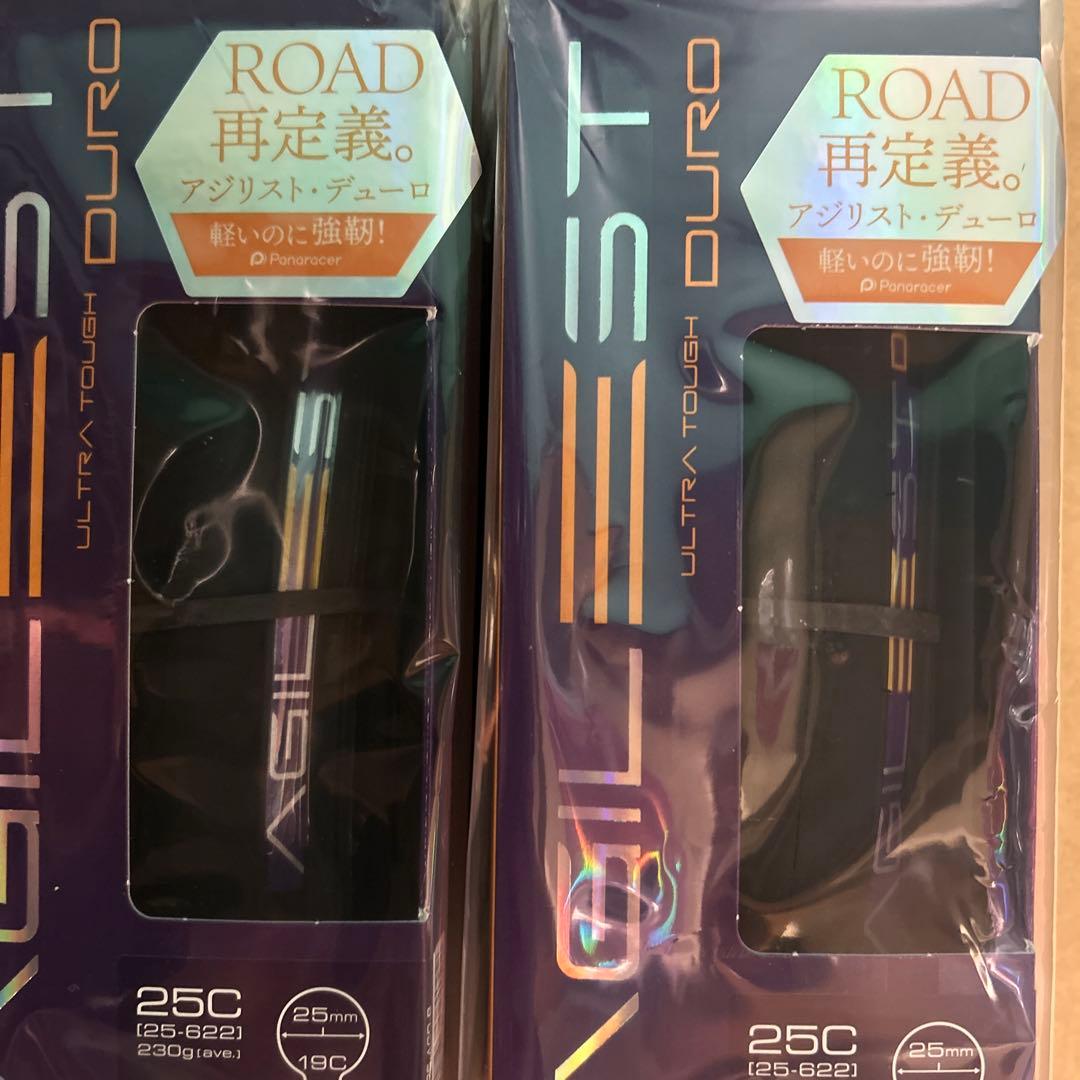 ROAD
再定義。
アジリスト・デューロ
軽いのに強靭!
Panaracer
ULTRA TOUGH DURO
AGILEST
25C
[25-622]
230g[ave.]
25mm
19C
ROAD
再定義。
アジリスト・デューロ
軽いのに強靭!
Panaracer
ULTRA TOUGH DURO
AGILEST
25C
[25-622]
25mm